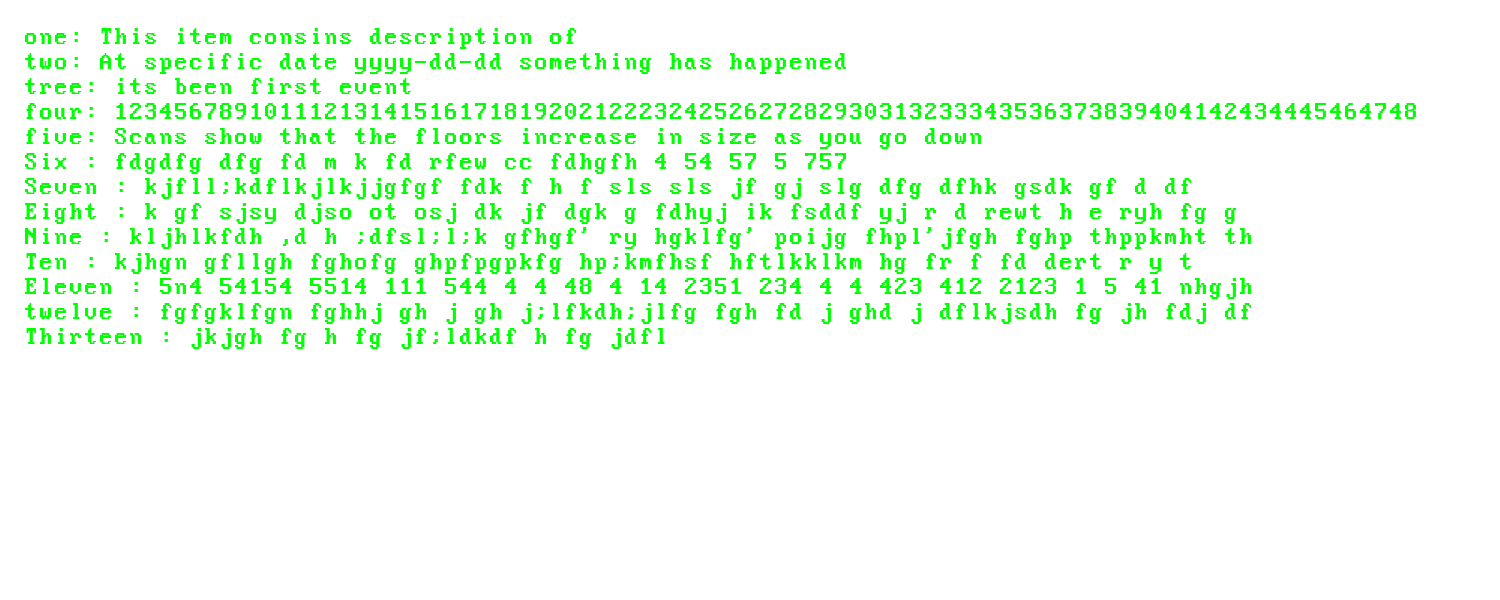 one: This item consins description of
two: At specific date yyyy-dd-dd something has happened
tree: its been first event
four: 123456789101112131415161718192021222324252627282930313233343536373839404142434445464748
five: Scans show that the floors increase in size as you go down
Six : fdgdfg dfg fd m k fd rfew cc fdhgfh 4 54 57 5 757
Seven : kjfll;kdflkjlkjjgfgf fdk f h f sls sls jf gj slg dfg dfhk gsdk gf d df
Eight : k gf sjsy djso ot osj dk jf dgk g fdhyj ik fsddf yj r d rewt h e ryh fg g
Nine : kljhlkfdh ,d h ;dfsl;l;k gfhgf' ry hgklfg' poijg fhpl'jfgh fghp thppkmht th
Ten : kjhgn gfllgh fghofg ghpfpgpkfg hp;kmfhsf hftlkklkm hg fr f fd dert r y t
Eleven : 5n4 54154 5514 111 544 4 4 48 4 14 2351 234 4 4 423 412 2123 1 5 41 nhgjh
twelve : fgfgklfgn fghhj gh j gh j;lfkdh;jlfg fgh fd j ghd j dflkjsdh fg jh fdj df
Thirteen : jkjgh fg h fg jf;ldkdf h fg jdfl